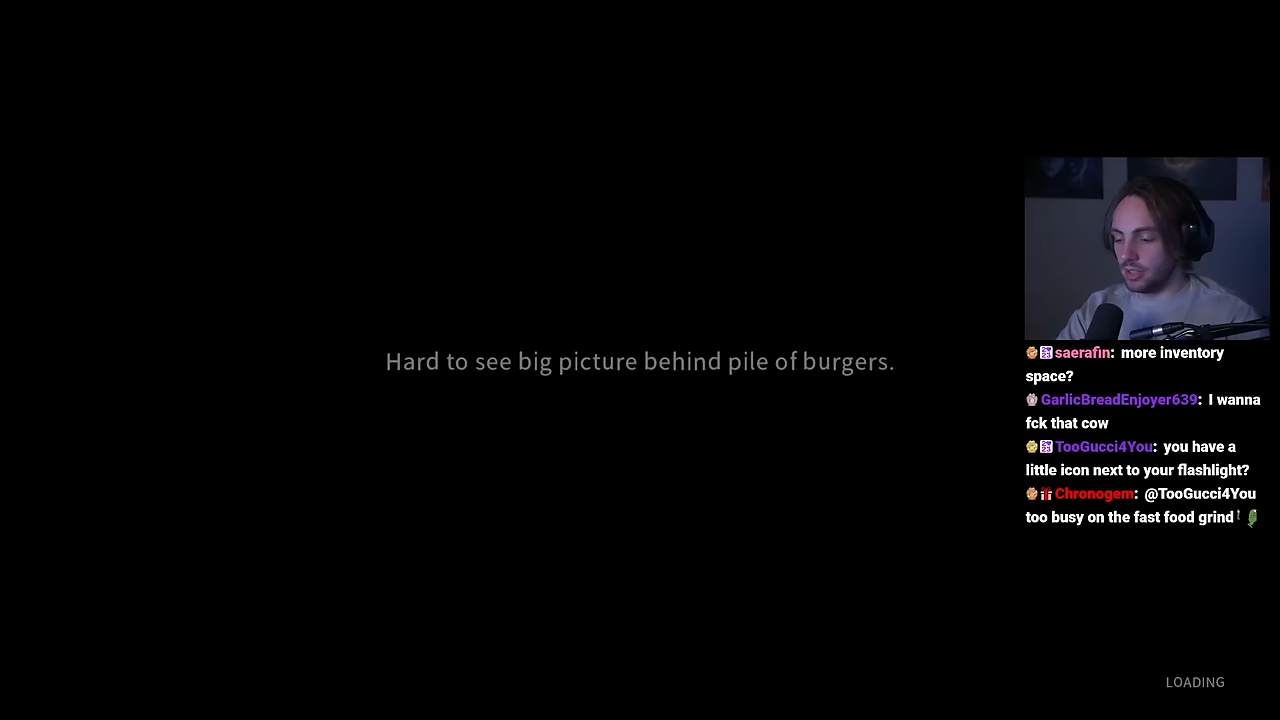 Hard to see big picture behind pile of burgers.
saerafin: more inventory
space?
GarlicBreadEnjoyer639: I wanna
fck that cow
TooGucci4You: you have a
little icon next to your flashlight?
Chronogem: @TooGucci4You
too busy on the fast food grind
LOADING